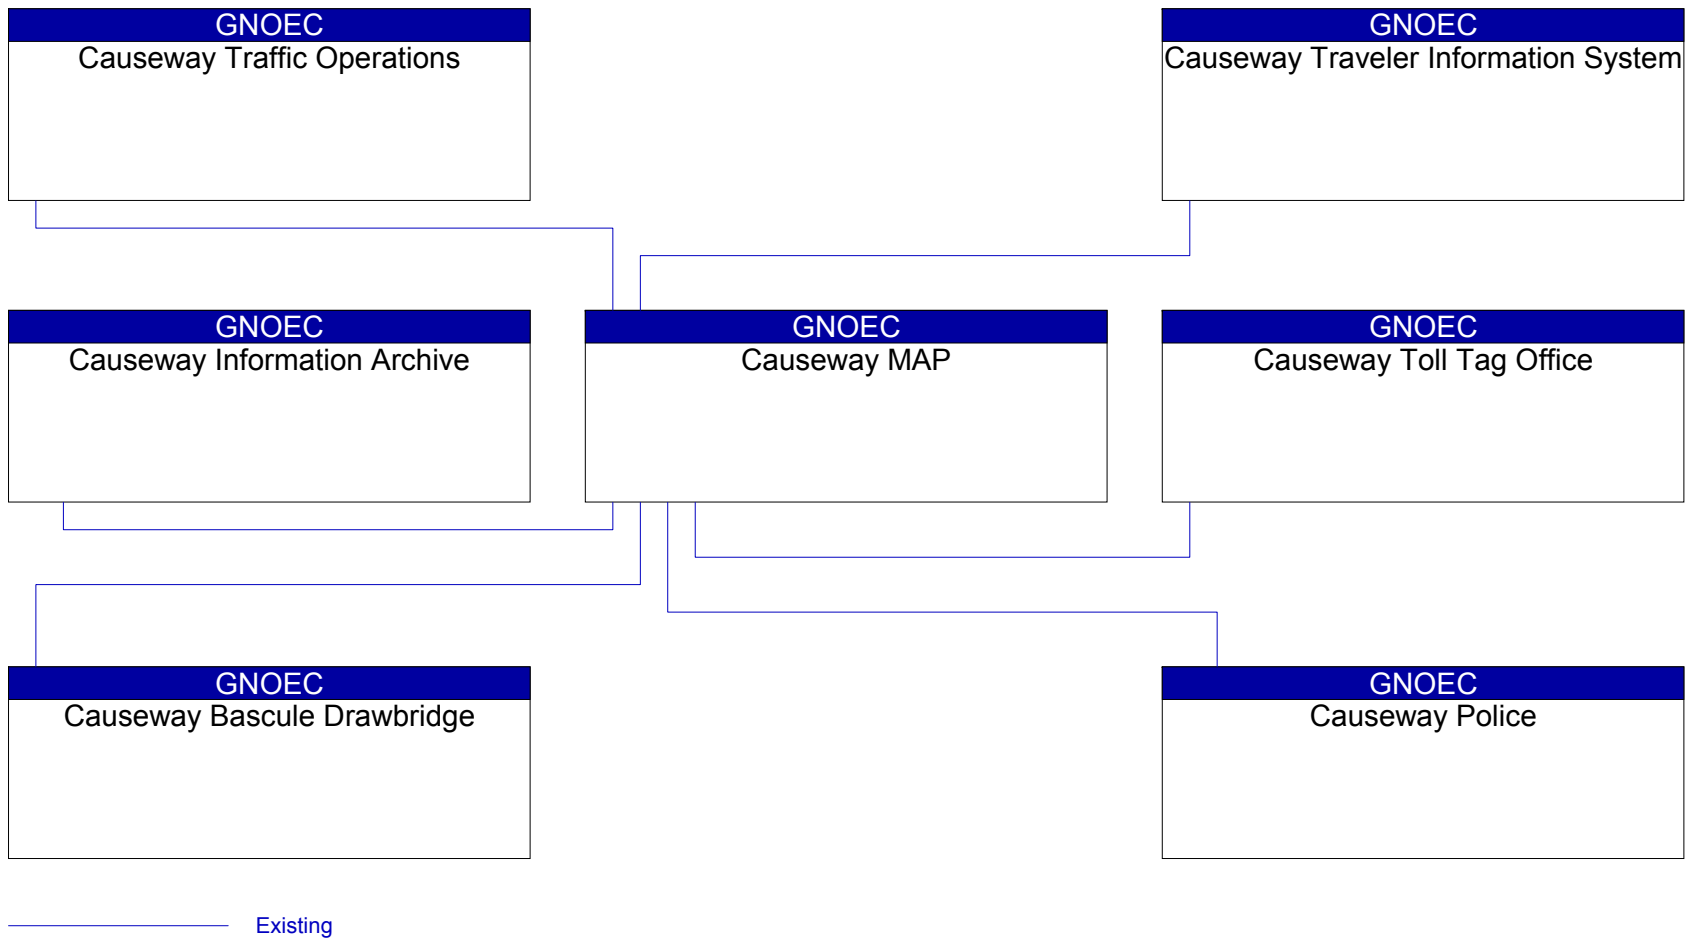 GNOEC
Causeway Traffic Operations
GNOEC
Causeway Traveler Information System
GNOEC
Causeway Information Archive
GNOEC
Causeway MAP
GNOEC
Causeway Toll Tag Office
GNOEC
Causeway Bascule Drawbridge
GNOEC
Causeway Police
Existing